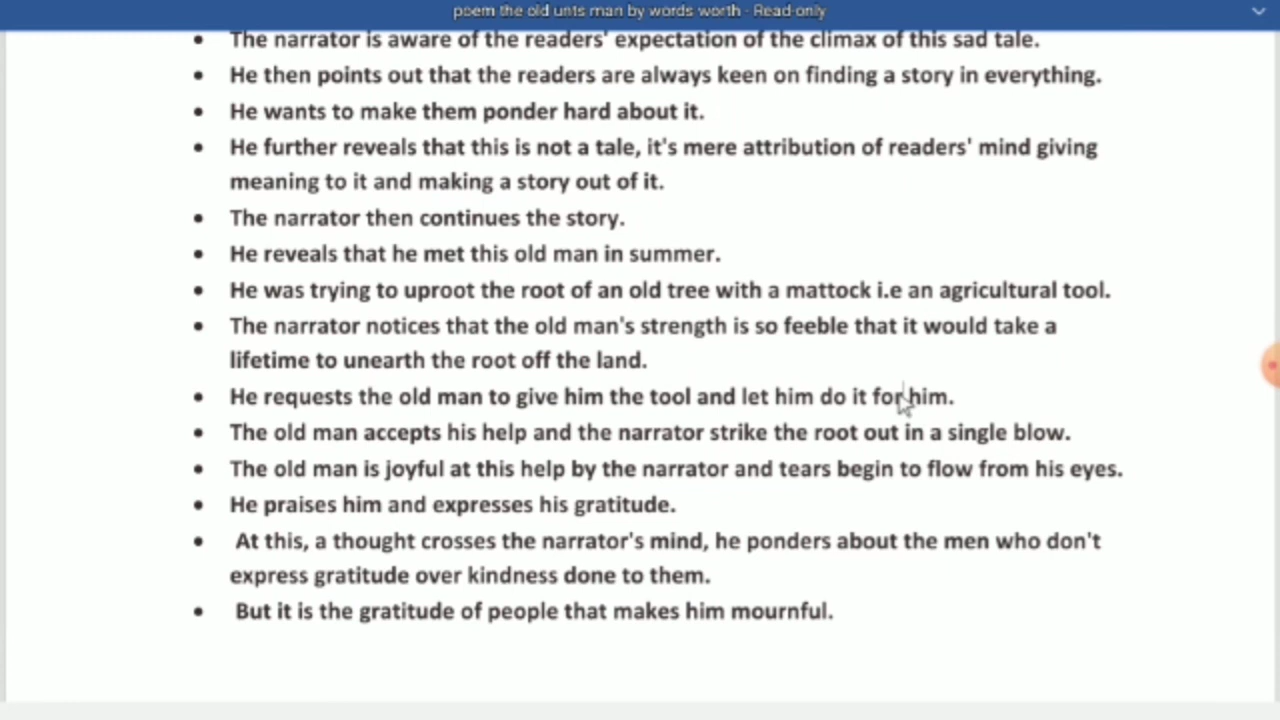 poem the old unts man by words worth - Read-only
• The narrator is aware of the readers' expectation of the climax of this sad tale.
• He then points out that the readers are always keen on finding a story in everything.
• He wants to make them ponder hard about it.
• He further reveals that this is not a tale, it's mere attribution of readers' mind giving
meaning to it and making a story out of it.
• The narrator then continues the story.
• He reveals that he met this old man in summer.
• He was trying to uproot the root of an old tree with a mattock i.e an agricultural tool.
• The narrator notices that the old man's strength is so feeble that it would take a
lifetime to unearth the root off the land.
• He requests the old man to give him the tool and let him do it for him.
• The old man accepts his help and the narrator strike the root out in a single blow.
• The old man is joyful at this help by the narrator and tears begin to flow from his eyes.
• He praises him and expresses his gratitude.
• At this, a thought crosses the narrator's mind, he ponders about the men who don't
express gratitude over kindness done to them.
• But it is the gratitude of people that makes him mournful.